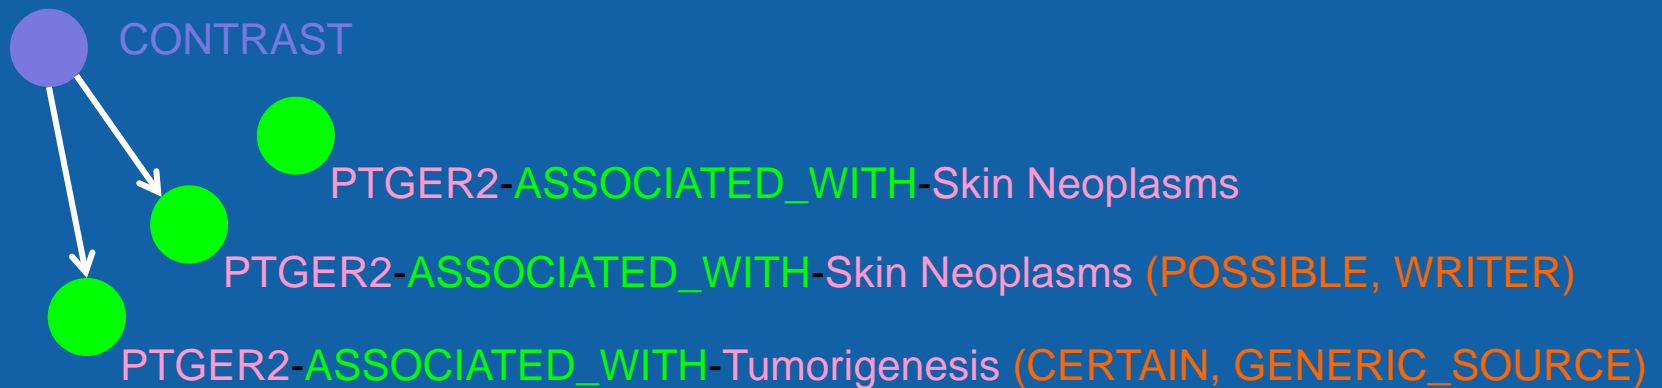 CONTRAST
PTGER2-ASSOCIATED_WITH-Skin Neoplasms
PTGER2-ASSOCIATED_WITH-Skin Neoplasms (POSSIBLE, WRITER)
PTGER2-ASSOCIATED_WITH-Tumorigenesis (CERTAIN, GENERIC_SOURCE)